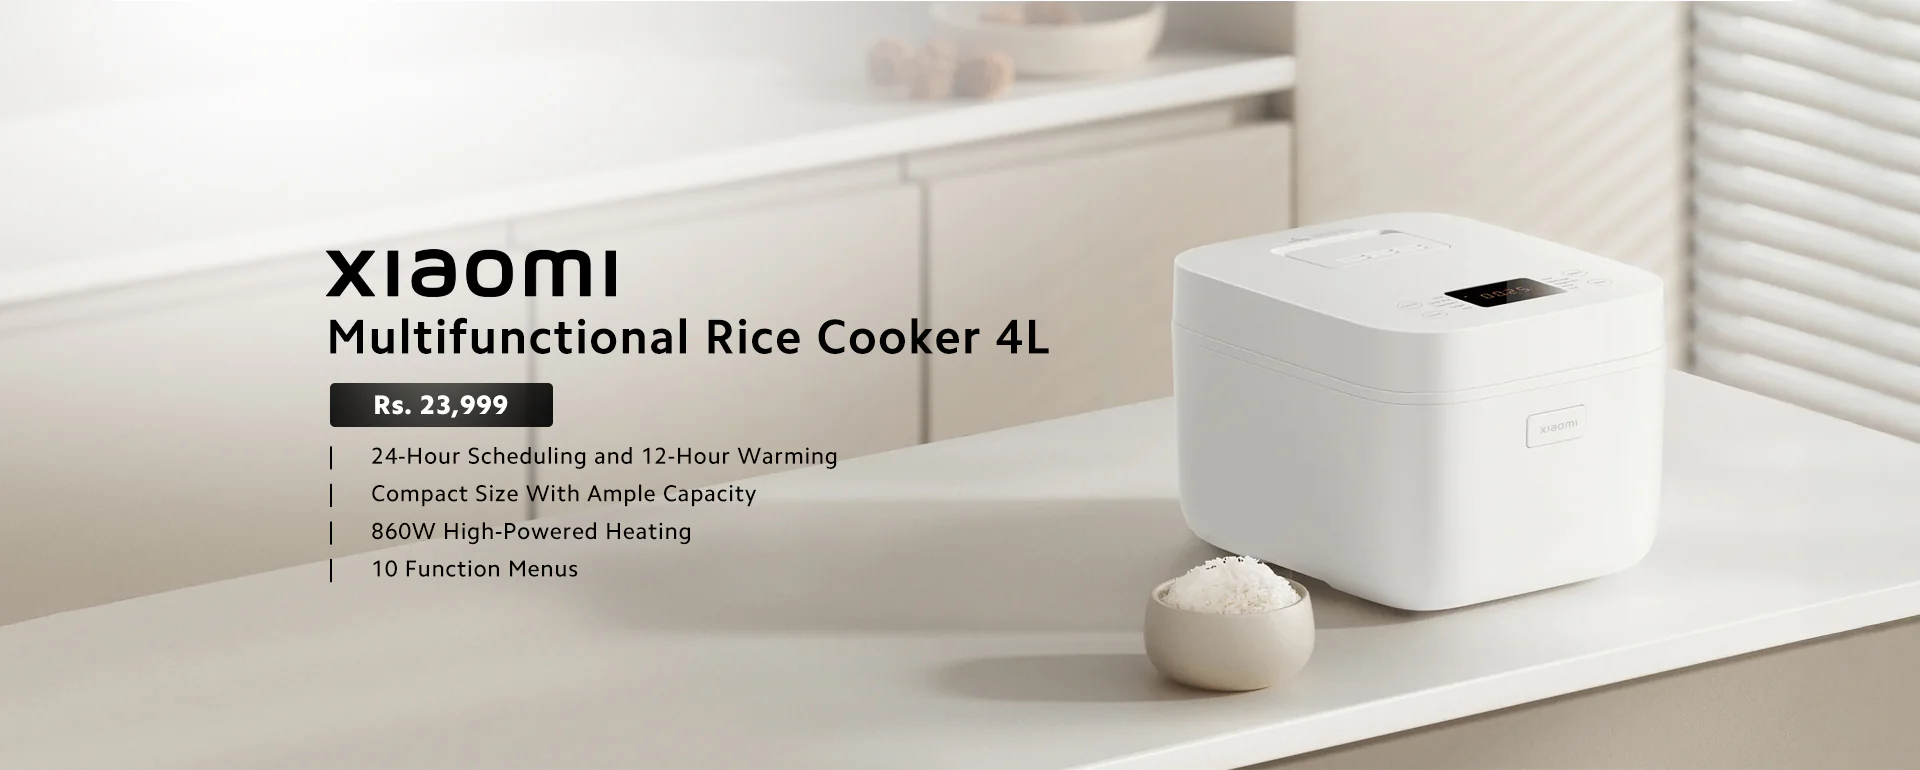 xiaomi
Multifunctional Rice Cooker 4L
Rs. 23,999
24-Hour Scheduling and 12-Hour Warming
Compact Size With Ample Capacity
860W High-Powered Heating
10 Function Menus
xiaomi